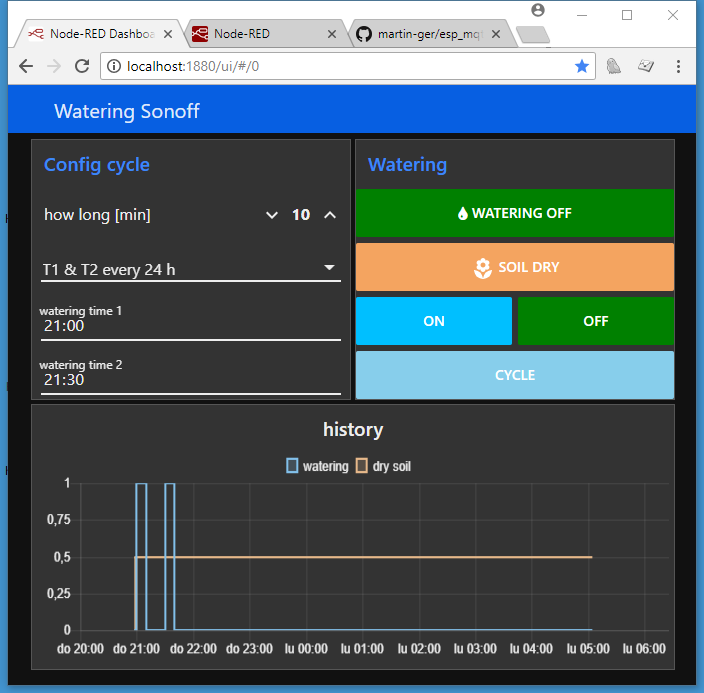 Node-RED Dashboa
Node-RED
martin-ger/esp_mqt
localhost:1880/ui/#/0
Watering Sonoff
Config cycle
how long [min]
10
T1 & T2 every 24 h
watering time 1
21:00
watering time 2
21:30
Watering
WATERING OFF
SOIL DRY
ON
OFF
CYCLE
history
watering dry soil
1
0,75
0,5
0,25
0
do 20:00 do 21:00 do 22:00 do 23:00 lu 00:00 lu 01:00 lu 02:00 lu 03:00 lu 04:00 lu 05:00 lu 06:00